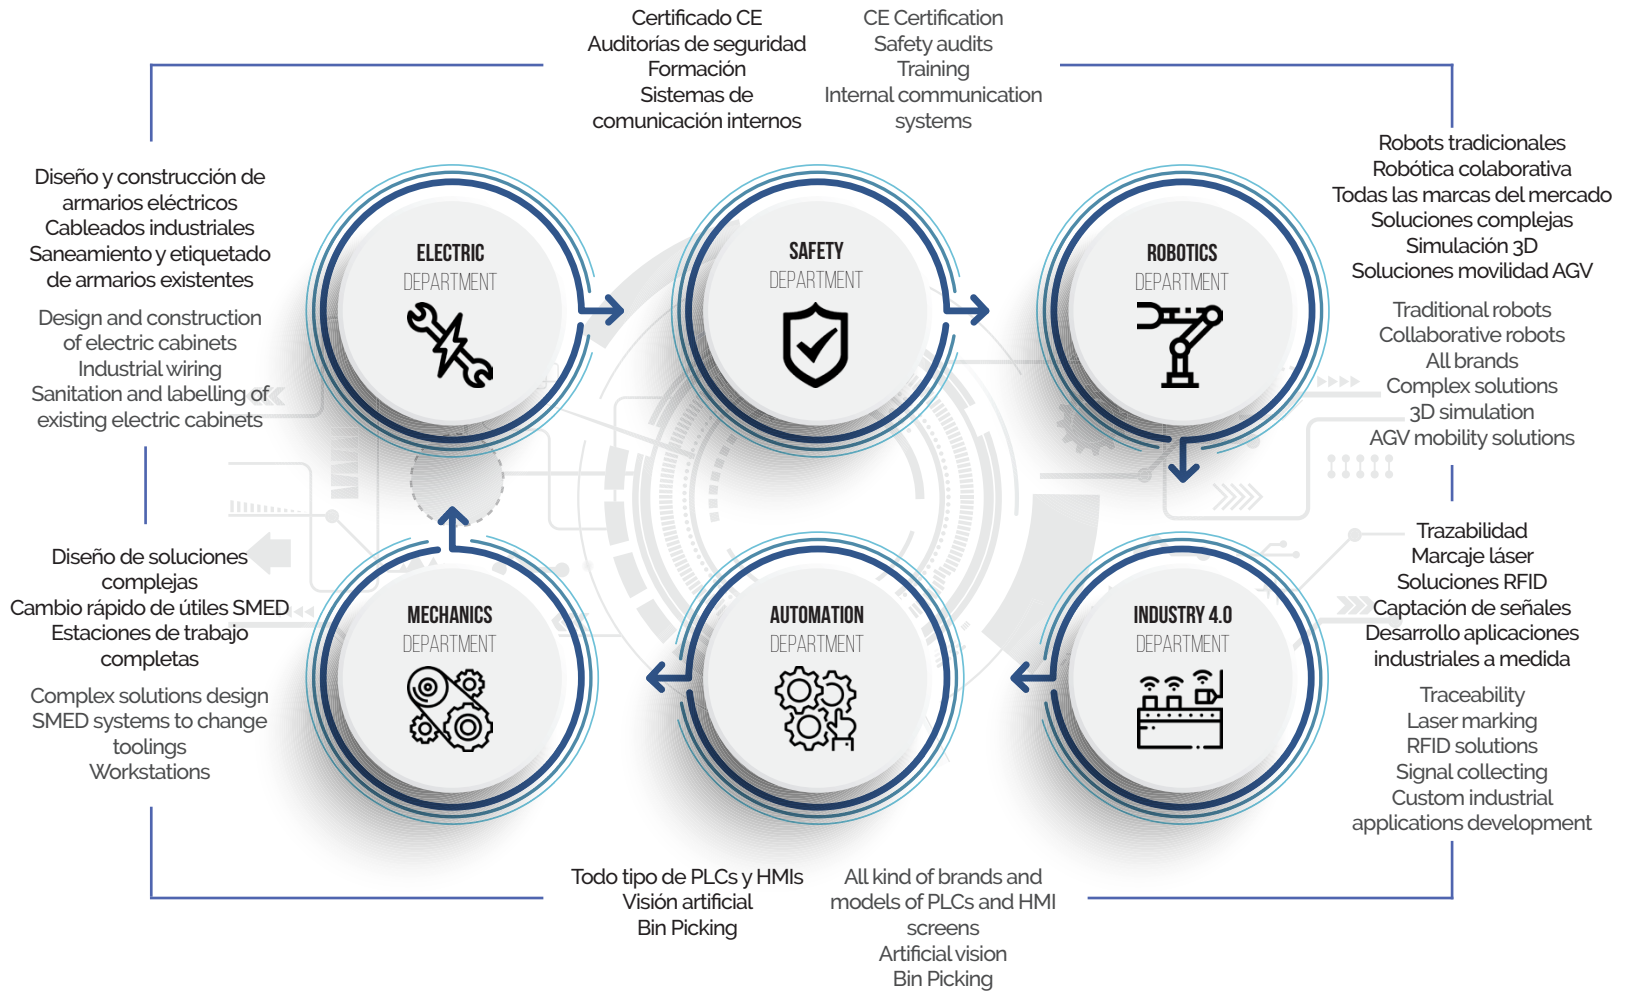 Certificado CE
Auditorías de seguridad
Formación
Sistemas de
comunicación internos
CE Certification
Safety audits
Training
Internal communication
systems
Diseño y construcción de
armarios eléctricos
Cableados industriales
Saneamiento y etiquetado
de armarios existentes
Design and construction
of electric cabinets
Industrial wiring
Sanitation and labelling of
existing electric cabinets
ELECTRIC
DEPARTMENT
SAFETY
DEPARTMENT
ROBOTICS
DEPARTMENT
Robots tradicionales
Robótica colaborativa
Todas las marcas del mercado
Soluciones complejas
Simulación 3D
Soluciones movilidad AGV
Traditional robots
Collaborative robots
All brands
Complex solutions
3D simulation
AGV mobility solutions
Diseño de soluciones
complejas
Cambio rápido de útiles SMED
Estaciones de trabajo
completas
Complex solutions design
SMED systems to change
toolings
Workstations
MECHANICS
DEPARTMENT
AUTOMATION
DEPARTMENT
INDUSTRY 4.0
DEPARTMENT
Trazabilidad
Marcaje láser
Soluciones RFID
Captación de señales
Desarrollo aplicaciones
industriales a medida
Traceability
Laser marking
RFID solutions
Signal collecting
Custom industrial
applications development
Todo tipo de PLCs y HMIs
Visión artificial
Bin Picking
All kind of brands and
models of PLCs and HMI
screens
Artificial vision
Bin Picking